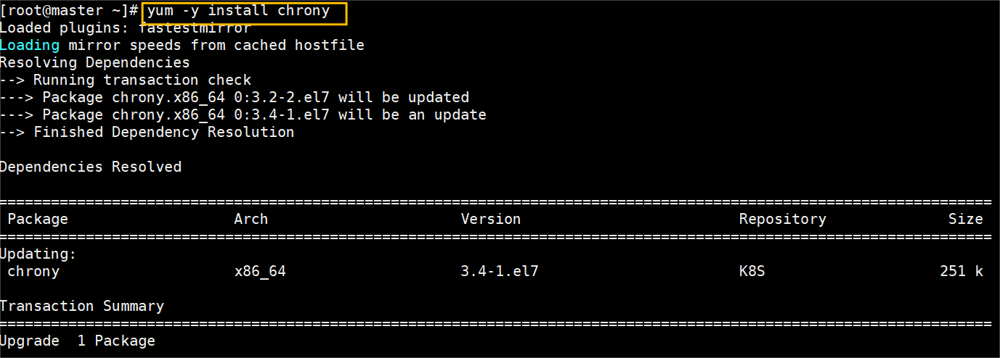 [root@master ~]# yum -y install chrony
Loaded plugins: fastestmirror
Loading mirror speeds from cached hostfile
Resolving Dependencies
--> Running transaction check
---> Package chrony.x86_64 0:3.2-2.el7 will be updated
---> Package chrony.x86_64 0:3.4-1.el7 will be an update
--> Finished Dependency Resolution
Dependencies Resolved
Package Arch Version Repository Size
Updating:
chrony x86_64 3.4-1.el7 K8S 251 k
Transaction Summary
Upgrade 1 Package